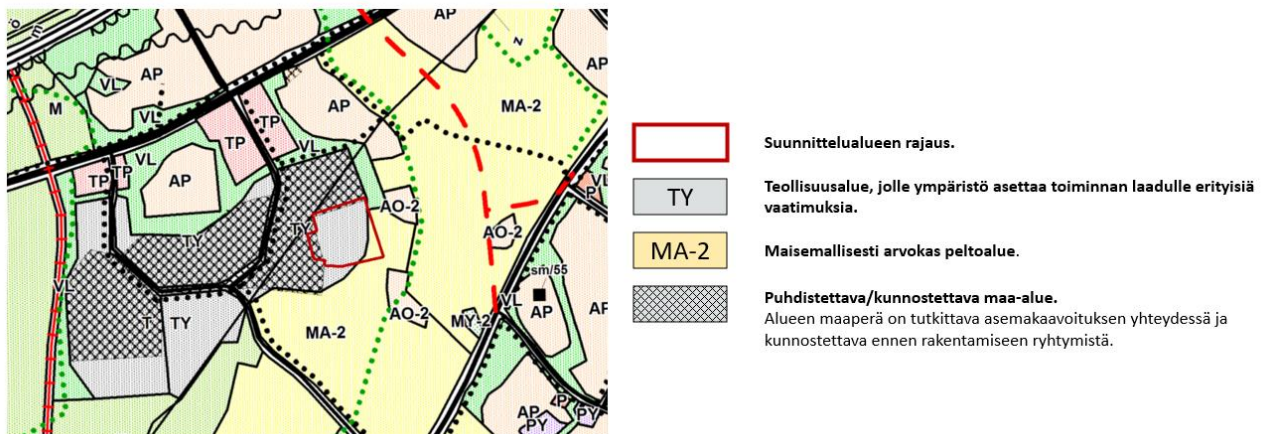 AP
AP
VL
M
VL
AP
MA-2
AP
TP
TP
VL
VL
TP
TP
AP
AO-2
P
VL
TY
TY
AO-2
sm/55
AP
AP
VL
VL
T
TY
MA-2
AO-2
MY-2
AP
PY
P
PY
Suunnittelualueen rajaus.
TY
Teollisuusalue, jolle ympäristö asettaa toiminnan laadulle erityisiä
vaatimuksia.
MA-2
Maisemallisesti arvokas peltoalue.
Puhdistettava/kunnostettava maa-alue.
Alueen maaperä on tutkittava asemakaavoituksen yhteydessä ja
kunnostettava ennen rakentamiseen ryhtymistä.